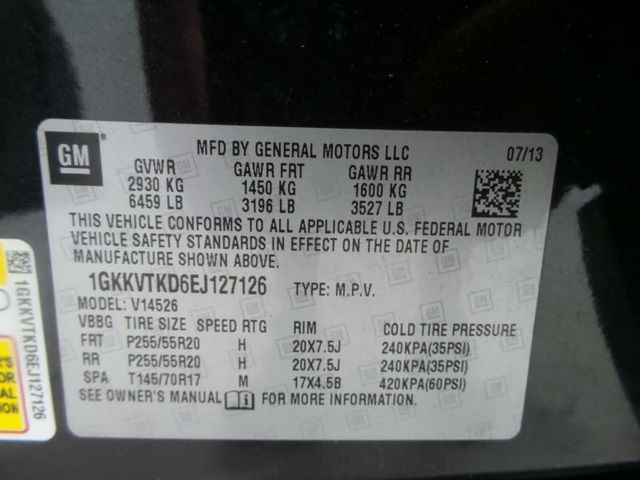 GM
MFD BY GENERAL MOTORS LLC 07/13
GVWR GAWR FRT GAWR RR
2930 KG 1450 KG 1600 KG
6459 LB 3196 LB 3527 LB
THIS VEHICLE CONFORMS TO ALL APPLICABLE U.S. FEDERAL MOTOR
VEHICLE SAFETY STANDARDS IN EFFECT ON THE DATE OF
MANUFACTURE SHOWN ABOVE.
1GKKVTKD6EJ127126 TYPE: M.P.V.
MODEL: V14526
VBBG TIRE SIZE SPEED RTG RIM COLD TIRE PRESSURE
FRT P255/55R20 H 20X7.5J 240KPA(35PSI)
RR P255/55R20 H 20X7.5J 240KPA(35PSI)
SPA T145/70R17 M 17X4.5B 420KPA(60PSI)
SEE OWNER'S MANUAL FOR MORE INFORMATION.
1GKKVTKD6EJ127126